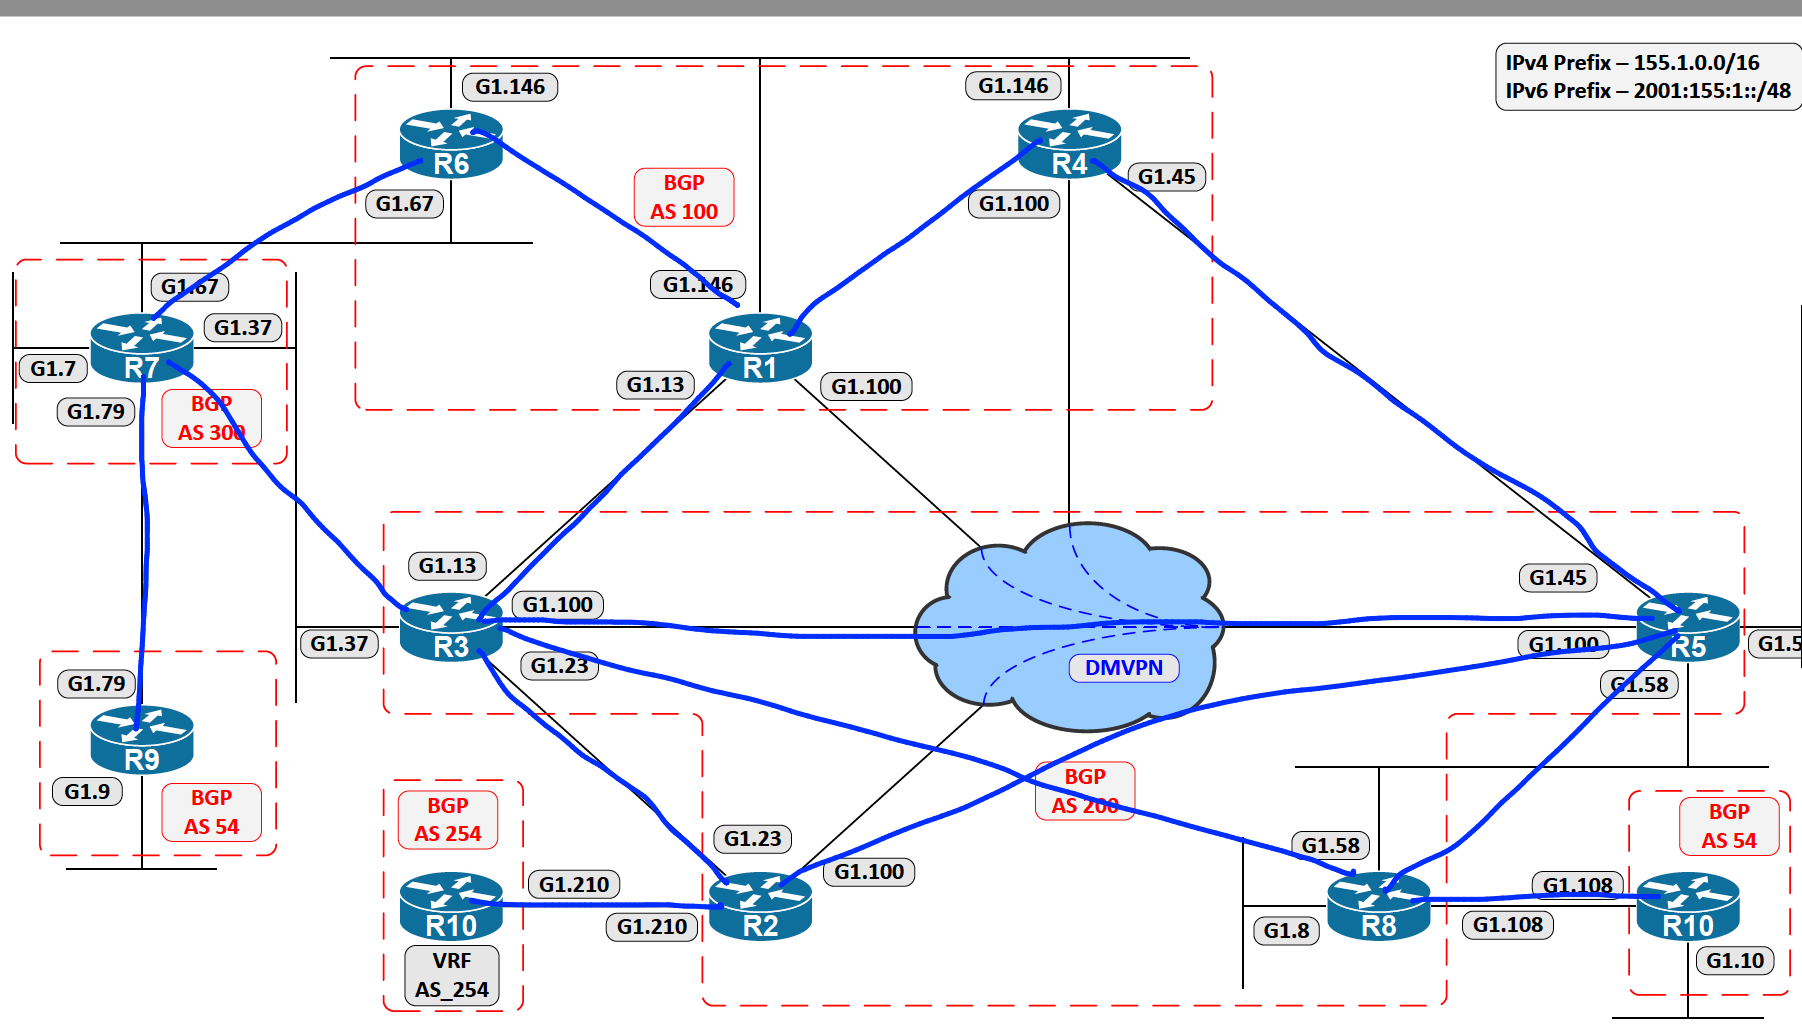 IPv4 Prefix – 155.1.0.0/16
IPv6 Prefix – 2001:155:1::/48
G1.146
G1.146
R6
R4
BGP
AS 100
G1.45
G1.67
G1.100
G1.67
G1.146
G1.37
R7
R1
G1.7
G1.13
G1.100
G1.79
BGP
AS 300
G1.13
G1.45
G1.100
R3
G1.37
G1.23
DMVPN
G1.100
R5
G1.5
G1.58
G1.79
R9
G1.9
BGP
AS 54
BGP
AS 254
BGP
AS 200
BGP
AS 54
G1.23
G1.58
G1.210
G1.100
G1.108
R10
G1.210
R2
G1.8
R8
G1.108
R10
VRF
AS_254
G1.10